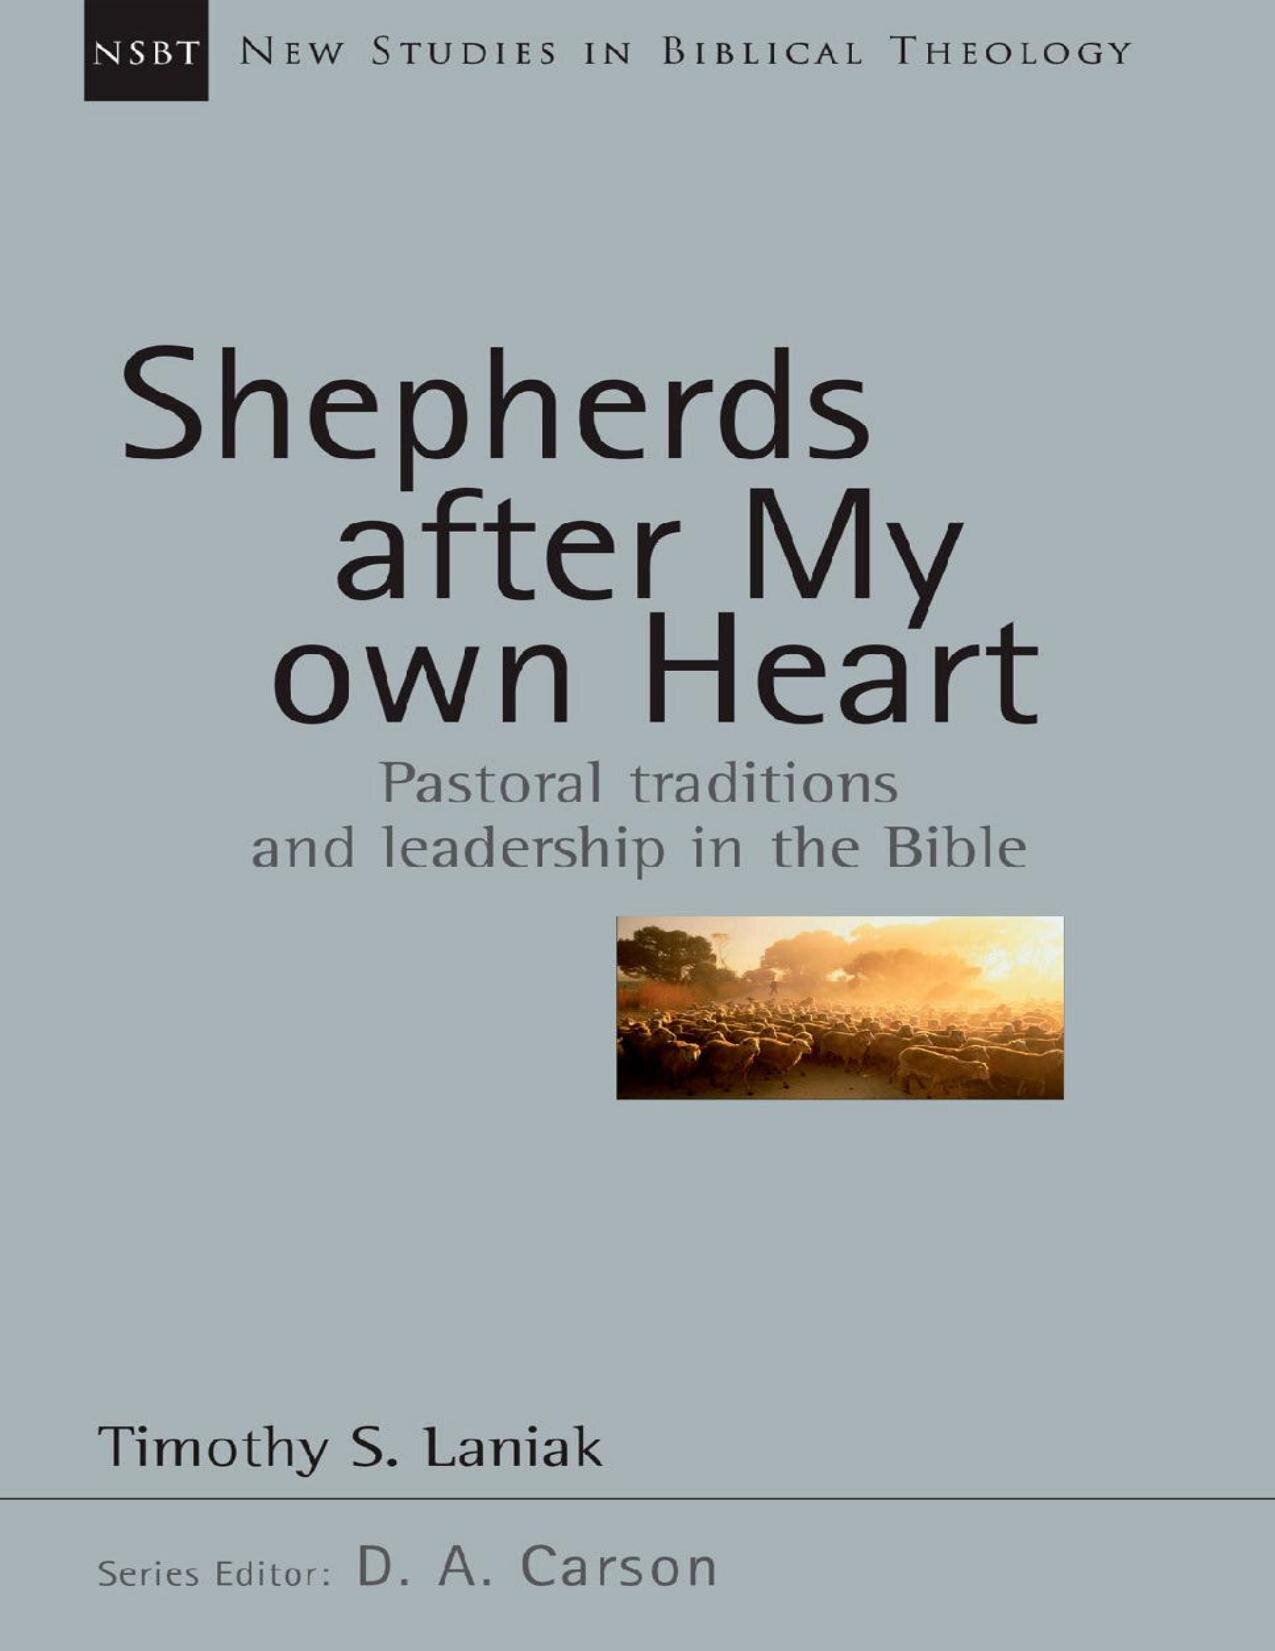 NSBT NEW STUDIES IN BIBLICAL THEOLOGY
Shepherds
after My
own Heart
Pastoral traditions
and leadership in the Bible
Timothy S. Laniak
Series Editor: D. A. Carson